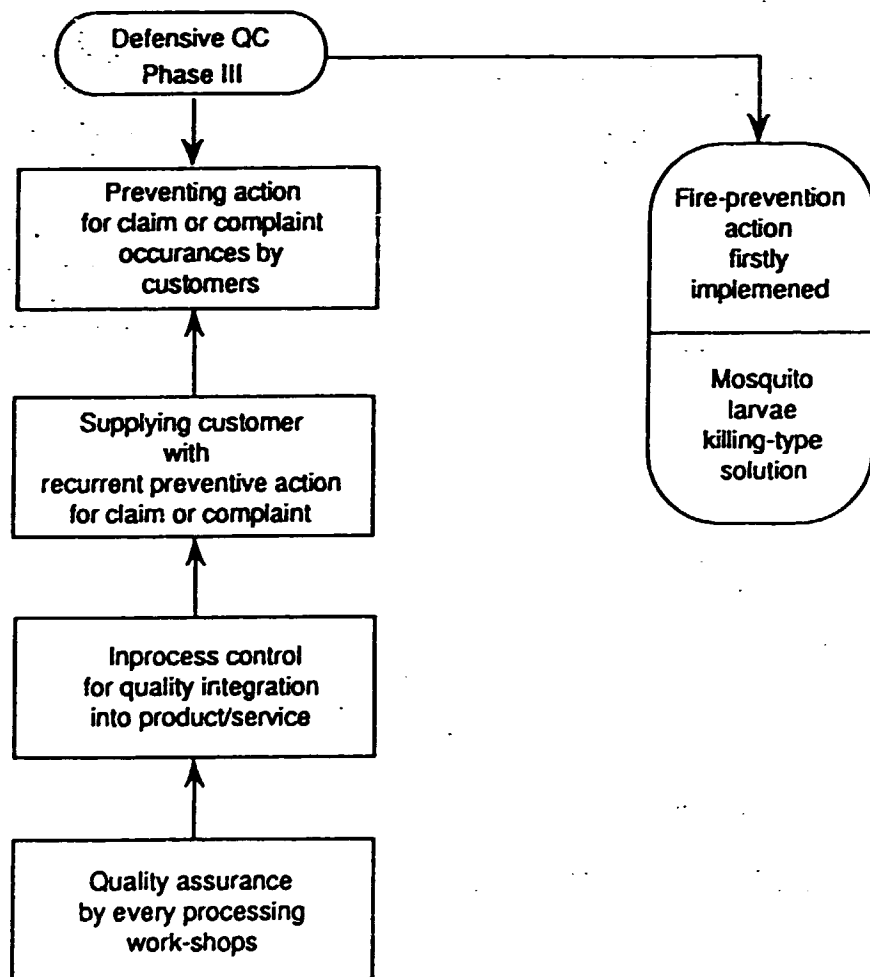 Defensive QC
Phase III
Preventing action
for claim or complaint
occurances by
customers
Supplying customer
with
recurrent preventive action
for claim or complaint
Inprocess control
for quality integration
into product/service
Quality assurance
by every processing
work-shops
Fire-prevention
action
firstly
implemened
Mosquito
larvae
killing-type
solution